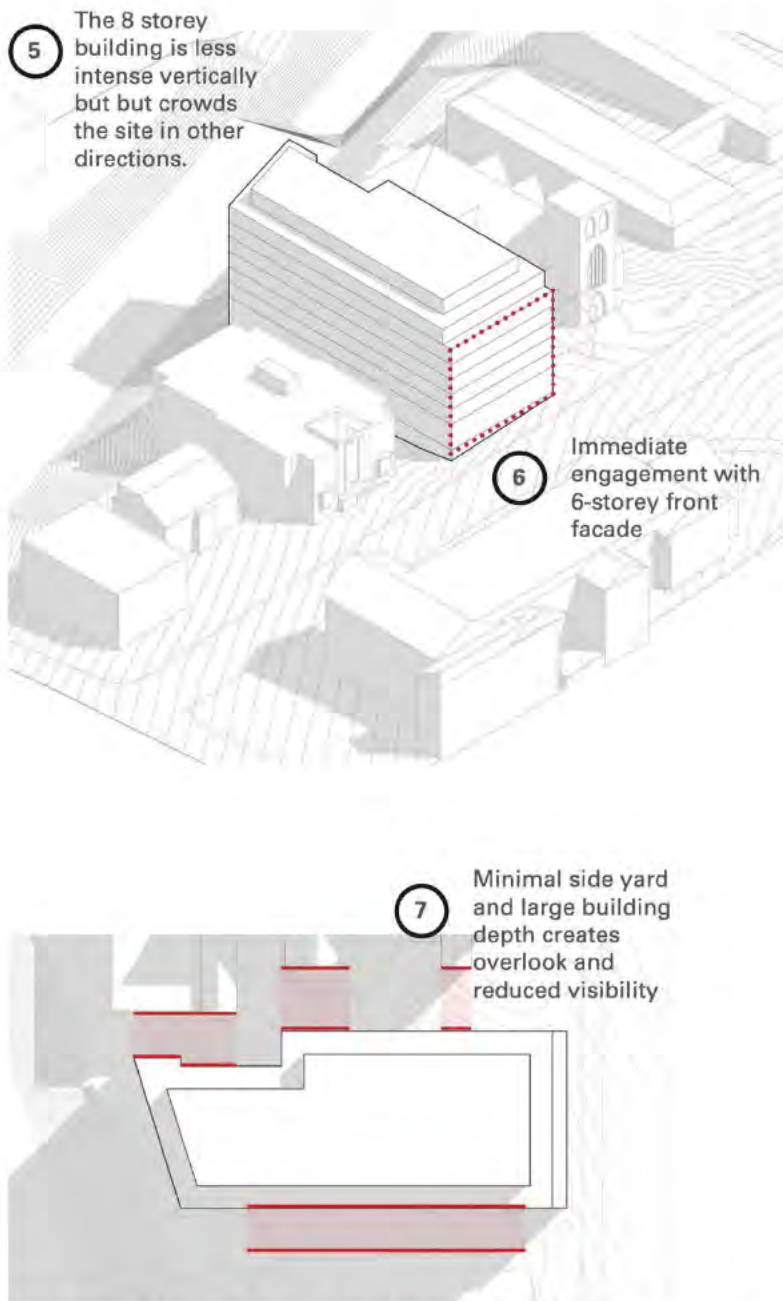 5
The 8 storey
building is less
intense vertically
but but crowds
the site in other
directions.
6
Immediate
engagement with
6-storey front
facade
7
Minimal side yard
and large building
depth creates
overlook and
reduced visibility